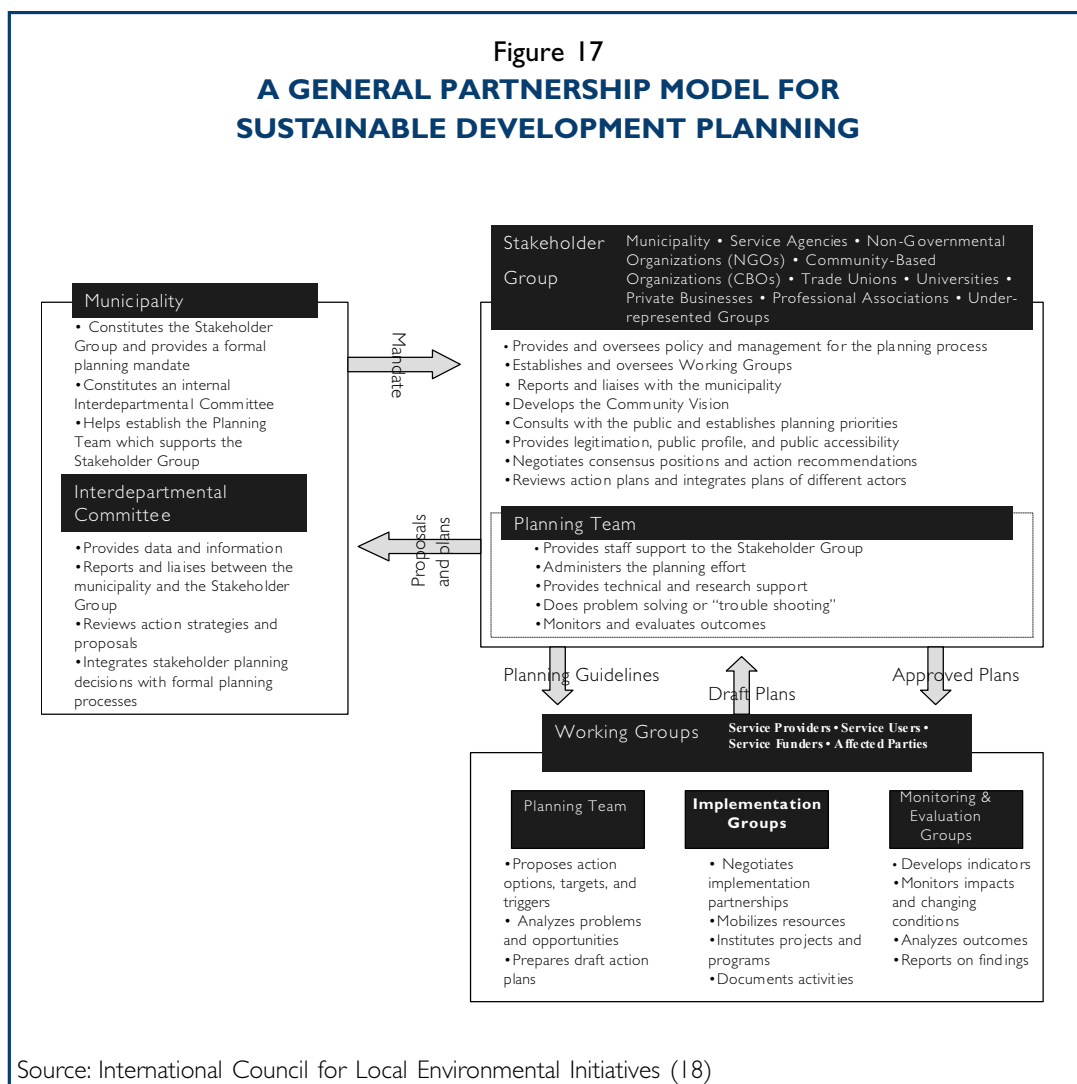 Figure 17
A GENERAL PARTNERSHIP MODEL FOR
SUSTAINABLE DEVELOPMENT PLANNING
Municipality
• Constitutes the Stakeholder
Group and provides a formal
planning mandate
•Constitutes an internal
Interdepartmental Committee
•Helps establish the Planning
Team which supports the
Stakeholder Group
Interdepartmental
Committee
•Provides data and information
•Reports and liaises between the
municipality and the Stakeholder
Group
•Reviews action strategies and
proposals
•Integrates stakeholder planning
decisions with formal planning
processes
Mandate
Proposals
and plans
Stakeholder
Group
Municipality • Service Agencies • Non-Governmental
Organizations (NGOs) • Community-Based
Organizations (CBOs) • Trade Unions • Universities •
Private Businesses • Professional Associations • Under-
represented Groups
•Provides and oversees policy and management for the planning process
•Establishes and oversees Working Groups
• Reports and liaises with the municipality
•Develops the Community Vision
•Consults with the public and establishes planning priorities
•Provides legitimation, public profile, and public accessibility
•Negotiates consensus positions and action recommendations
•Reviews action plans and integrates plans of different actors
Planning Team
•Provides staff support to the Stakeholder Group
•Administers the planning effort
•Provides technical and research support
•Does problem solving or “trouble shooting”
•Monitors and evaluates outcomes
Planning Guidelines
Draft Plans
Approved Plans
Working Groups
Service Providers • Service Users •
Service Funders • Affected Parties
Planning Team
•Proposes action
options, targets, and
triggers
• Analyzes problems
and opportunities
•Prepares draft action
plans
Implementation
Groups
• Negotiates
implementation
partnerships
•Mobilizes resources
•Institutes projects and
programs
•Documents activities
Monitoring &
Evaluation
Groups
• Develops indicators
•Monitors impacts
and changing
conditions
•Analyzes outcomes
•Reports on findings
Source: International Council for Local Environmental Initiatives (18)